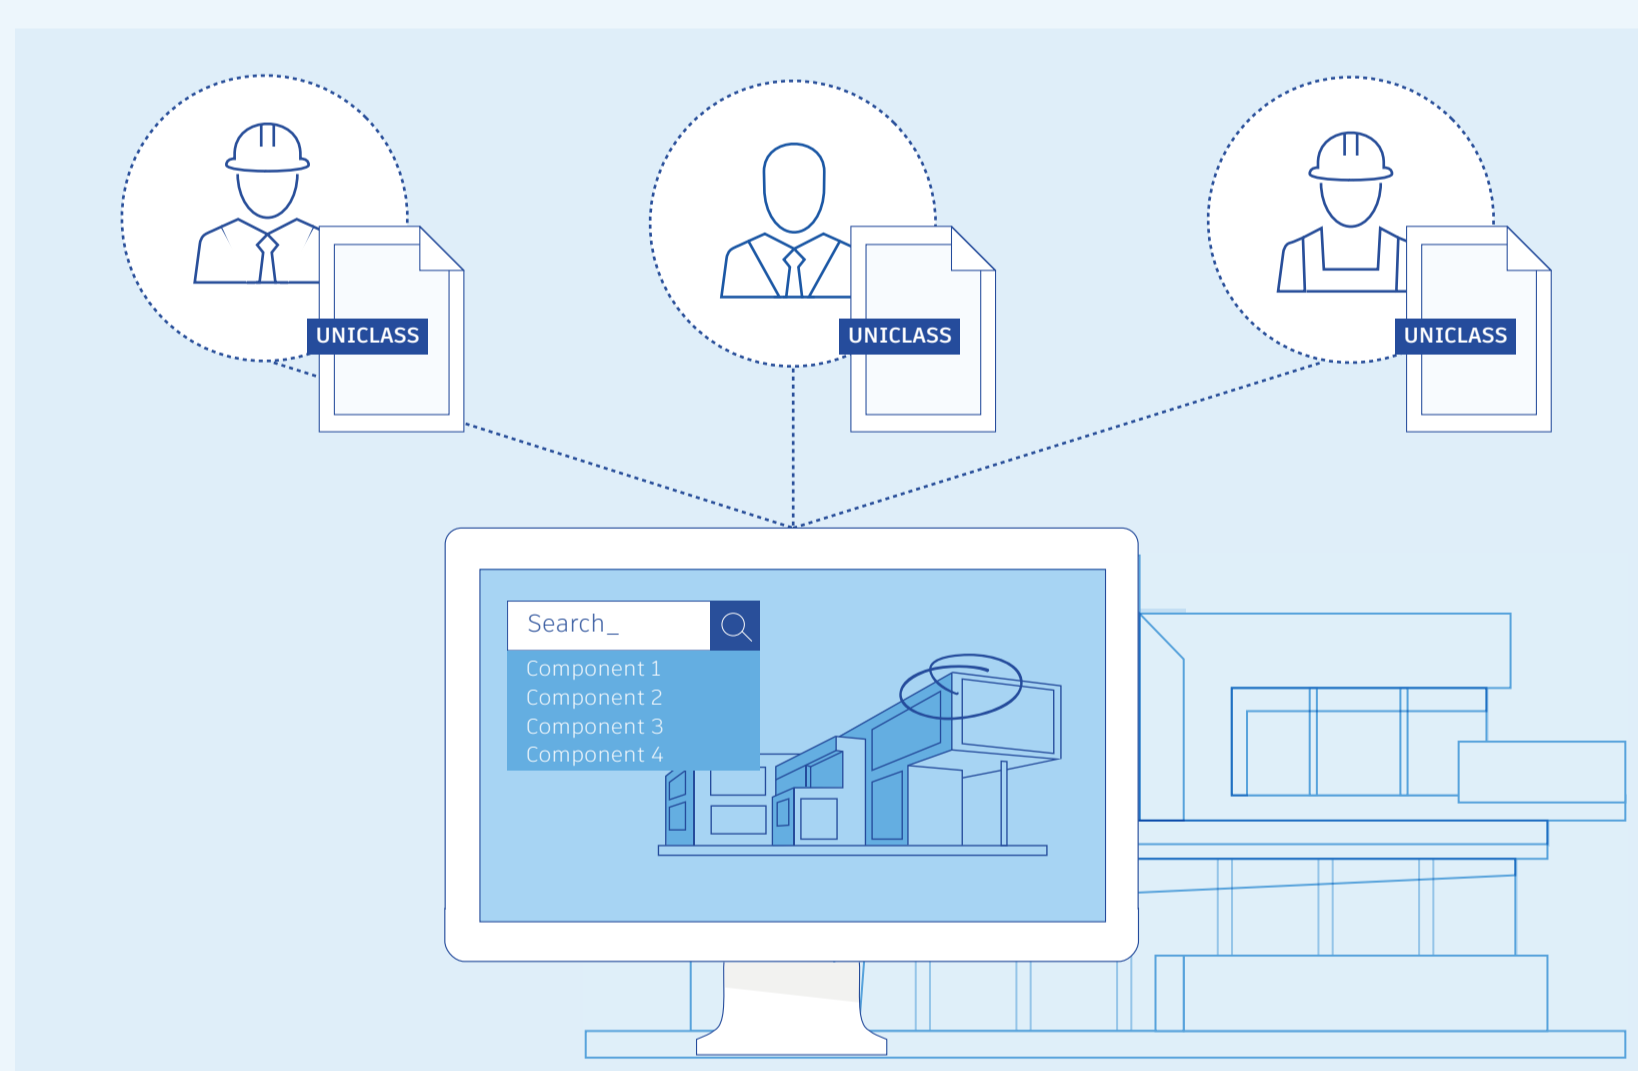 UNICLASS
UNICLASS
UNICLASS
Search_
Component 1
Component 2
Component 3
Component 4